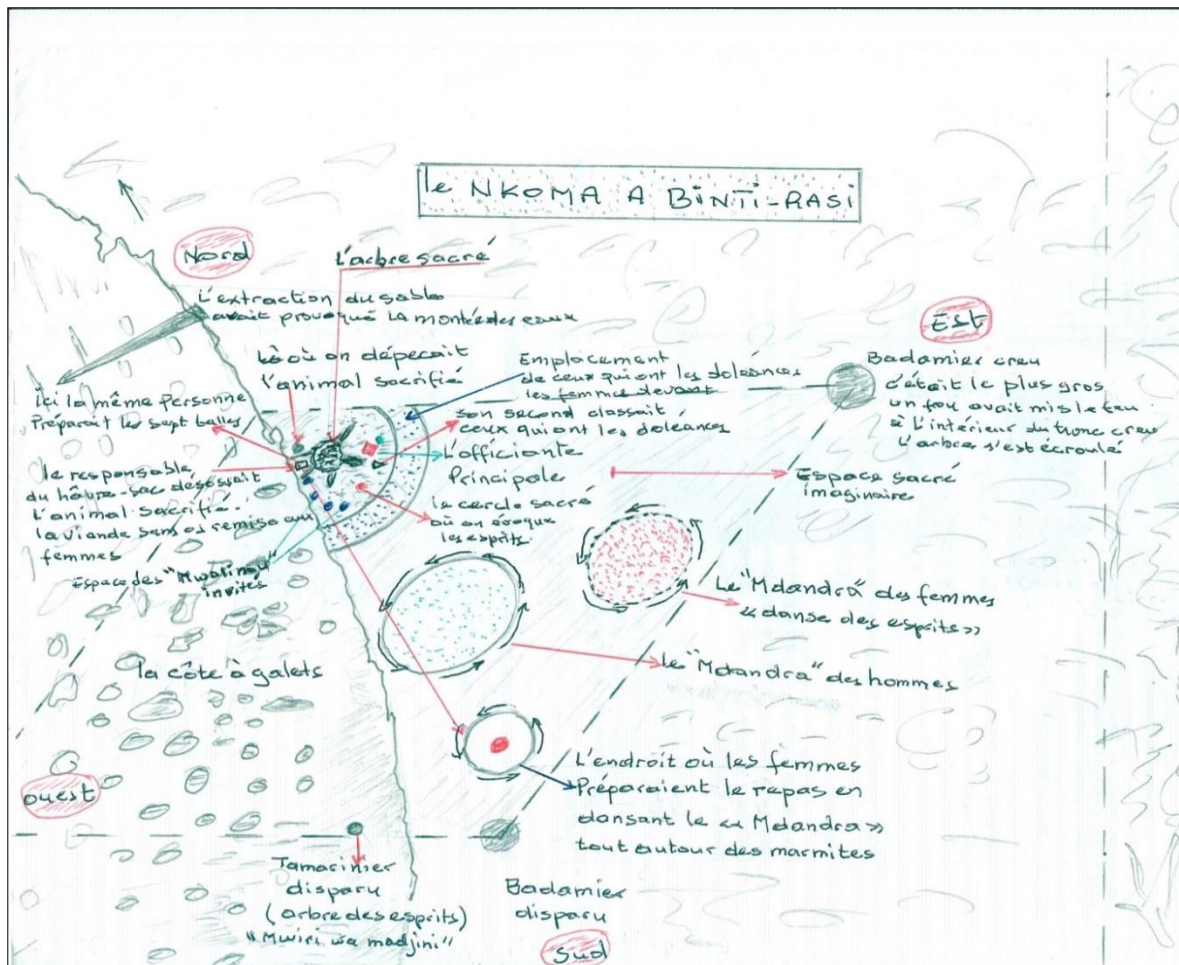 le NKOMA A BINTI-RASI
Nord
L'arbre sacré
L'extraction du sable
avait provoqué la montée des eaux
Est
Là où on dépeçait
l'animal sacrifié
Emplacement
de ceux qui ont les doléances
les femmes devant
Badamier creu
c'était le plus gros
un fou avait mis le feu
à l'intérieur du tronc creu
L'arbre s'est écroulé
ici la même personne
Préparait les sept balles
son second classait
ceux qui ont les doléances
L'officiante
Principale
le responsable
du hêvre-sac désossait
L'animal sacrifié.
la viande sans os remise aux
femmes
Espace sacré
imaginaire
le cercle sacré
où on évoque
les esprits
Espace des "Mwalimu"
invités
Le "Mdandra" des femmes
« danse des esprits »
Le "Mdandra" des hommes
la côte à galets
L'endroit où les femmes
Préparaient le repas en
dansant le « Mdandra »
tout autour des marmites
ouest
Tamarinier
disparu
(arbre des esprits)
"Mwiri wa madjini"
Badamier
disparu
Sud